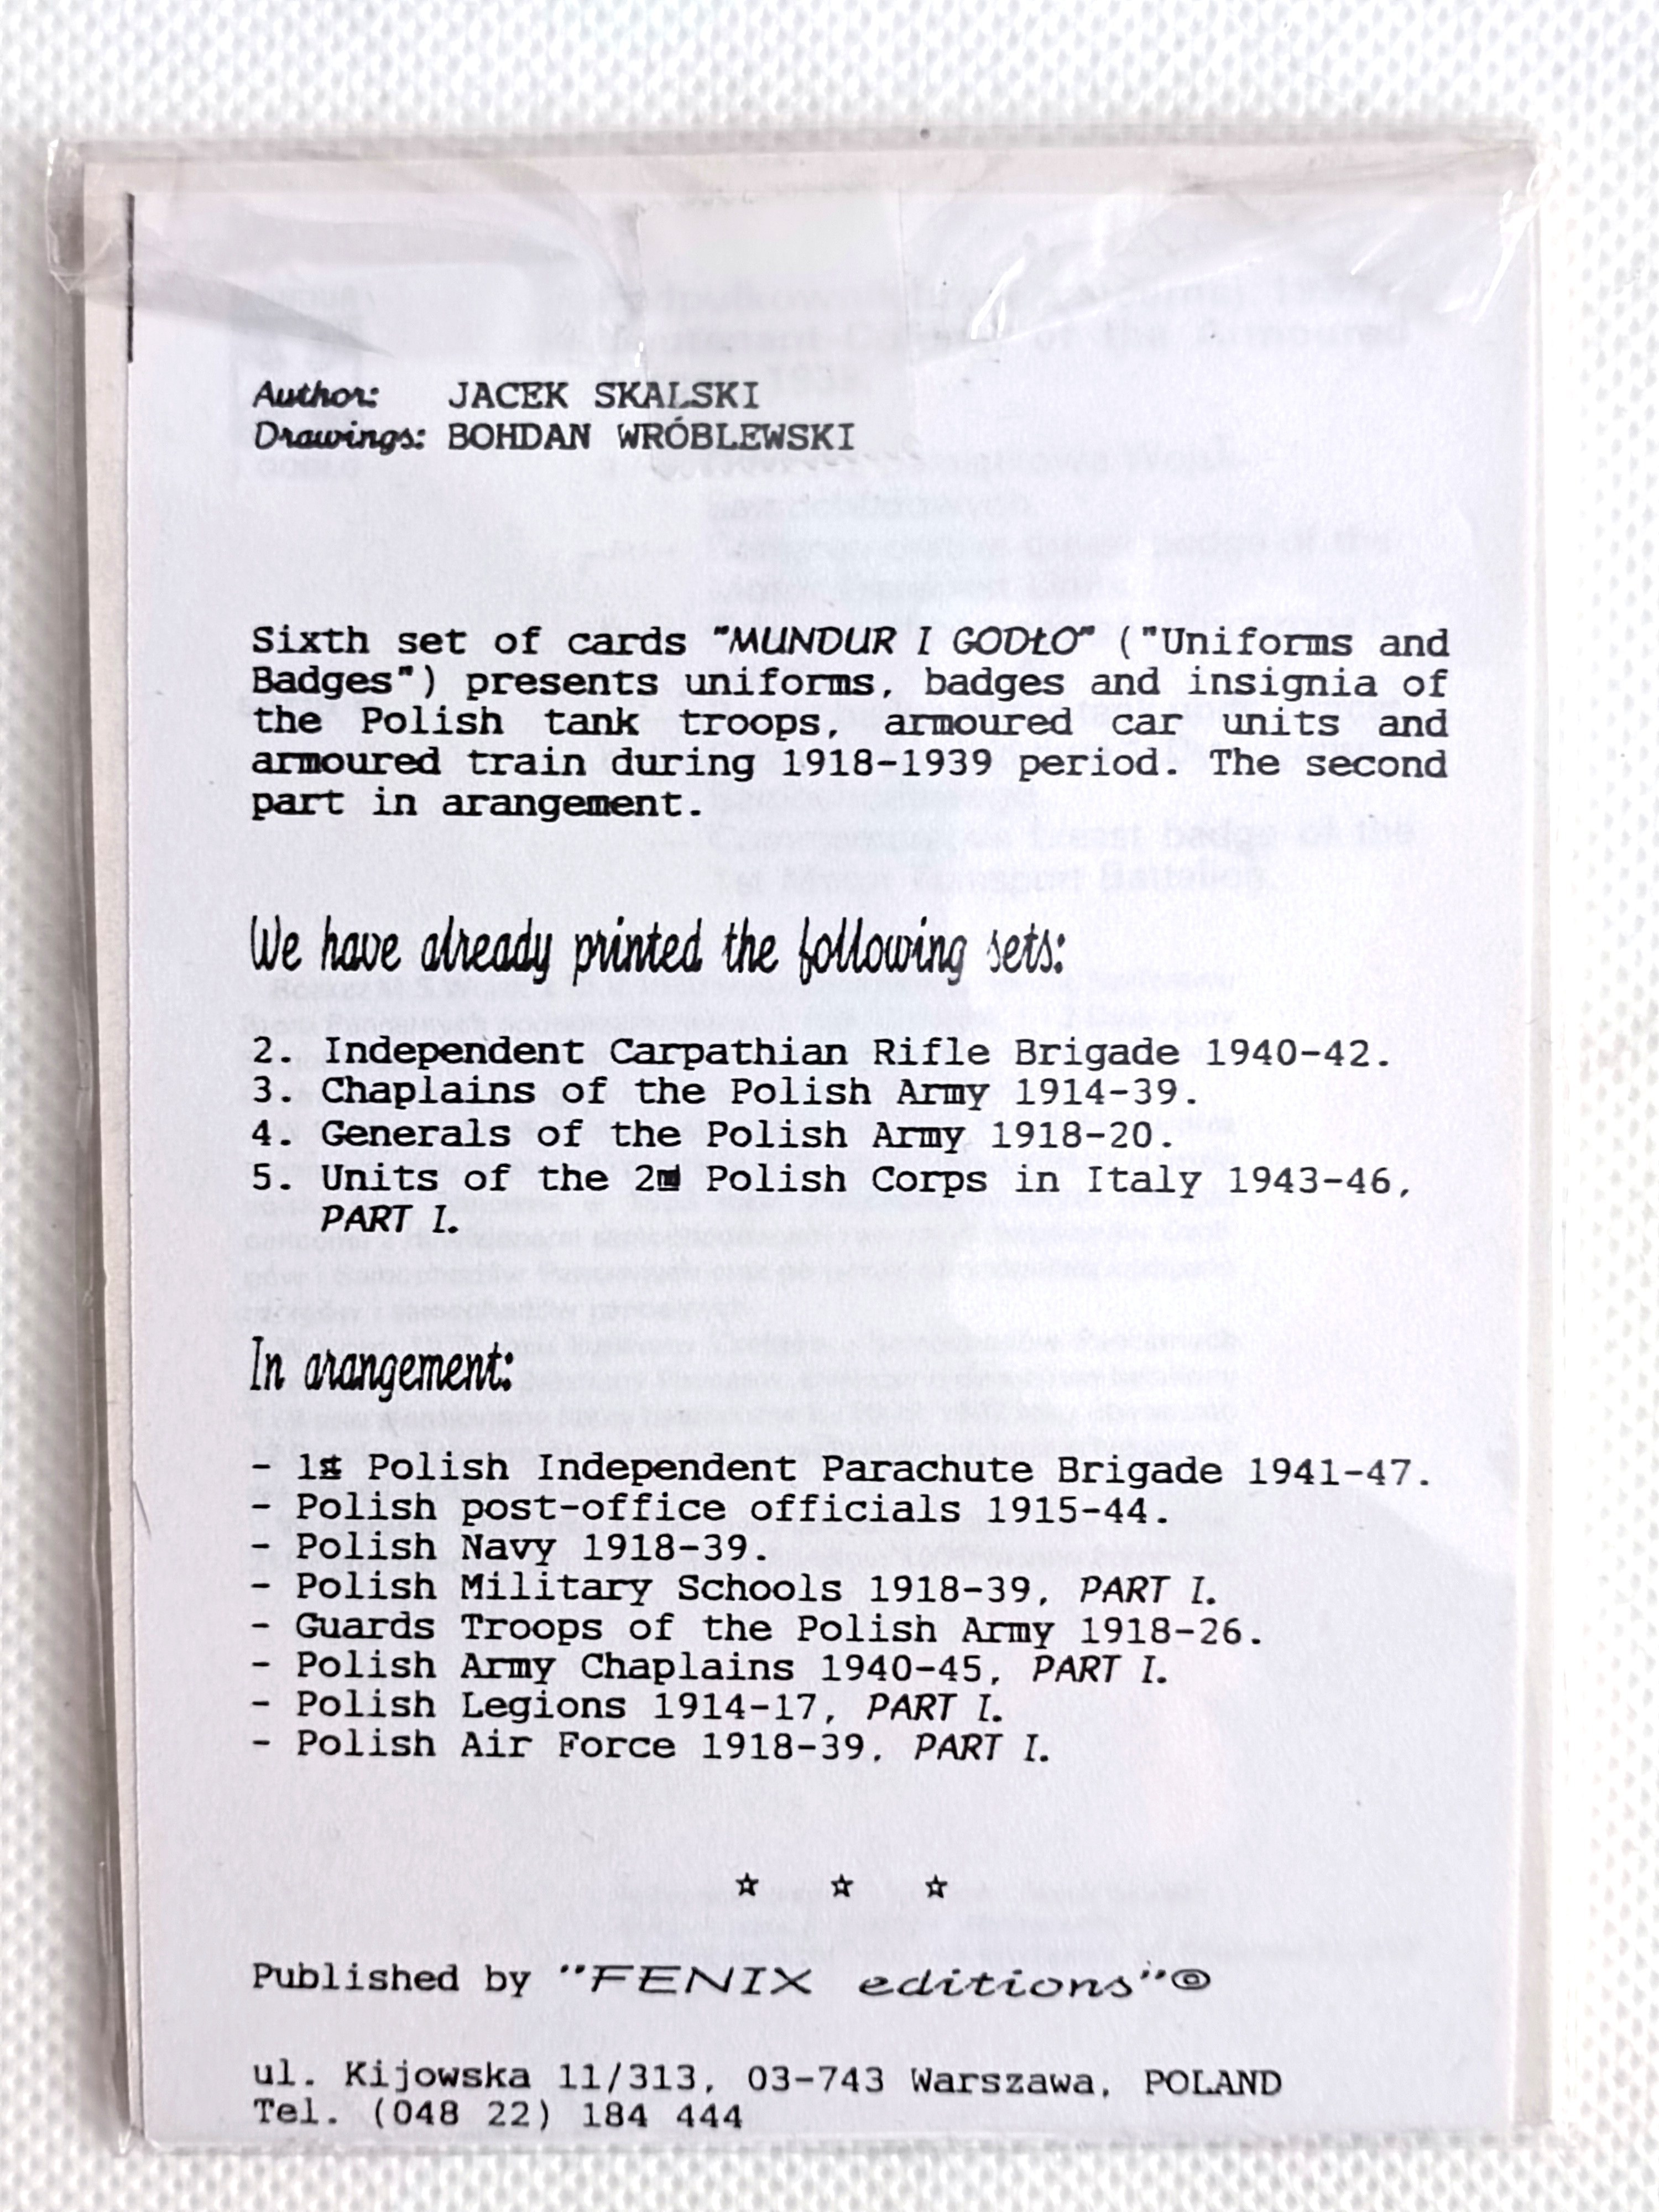 Author: JACEK SKALSKI
Drawings: BOHDAN WRÓBLEWSKI
Sixth set of cards "MUNDUR I GODŁO" ("Uniforms and
Badges") presents uniforms, badges and insignia of
the Polish tank troops, armoured car units and
armoured train during 1918-1939 period. The second
part in arangement.
We have already printed the following sets:
2. Independent Carpathian Rifle Brigade 1940-42.
3. Chaplains of the Polish Army 1914-39.
4. Generals of the Polish Army 1918-20.
5. Units of the 2nd Polish Corps in Italy 1943-46,
PART I.
In arangement:
- 1st Polish Independent Parachute Brigade 1941-47.
- Polish post-office officials 1915-44.
- Polish Navy 1918-39.
- Polish Military Schools 1918-39, PART I.
- Guards Troops of the Polish Army 1918-26.
- Polish Army Chaplains 1940-45, PART I.
- Polish Legions 1914-17, PART I.
- Polish Air Force 1918-39, PART I.
☆ ☆ ☆
Published by "FENIX editions"©
ul. Kijowska 11/313, 03-743 Warszawa, POLAND
Tel. (048 22) 184 444